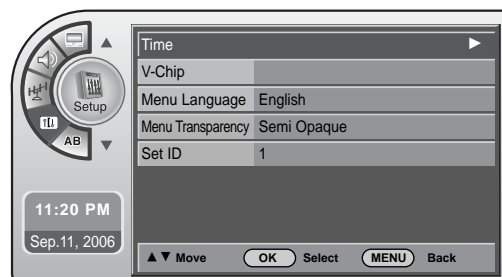 Setup
AB
11:20 PM
Sep.11, 2006
Time ▶
V-Chip
Menu Language English
Menu Transparency Semi Opaque
Set ID 1
▲▼ Move OK Select MENU Back